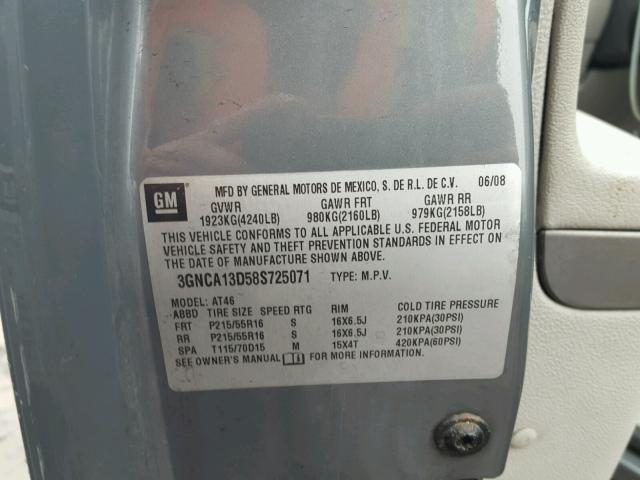 GM
MFD BY GENERAL MOTORS DE MEXICO, S. DE R.L. DE C.V. 06/08
GVWR GAWR FRT GAWR RR
1923KG(4240LB) 980KG(2160LB) 979KG(2158LB)
THIS VEHICLE CONFORMS TO ALL APPLICABLE U.S. FEDERAL MOTOR
VEHICLE SAFETY AND THEFT PREVENTION STANDARDS IN EFFECT ON
THE DATE OF MANUFACTURE SHOWN ABOVE.
3GNCA13D58S725071 TYPE: M.P.V.
MODEL: AT46
ABBD TIRE SIZE SPEED RTG RIM COLD TIRE PRESSURE
FRT P215/55R16 S 16X6.5J 210KPA(30PSI)
RR P215/55R16 S 16X6.5J 210KPA(30PSI)
SPA T115/70D15 M 15X4T 420KPA(60PSI)
SEE OWNER'S MANUAL FOR MORE INFORMATION.